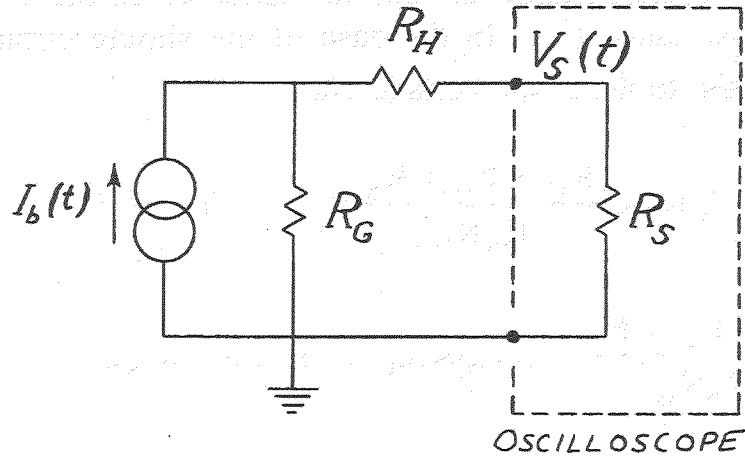 R_H
V_S(t)
I_b(t)
R_G
R_S
OSCILLOSCOPE